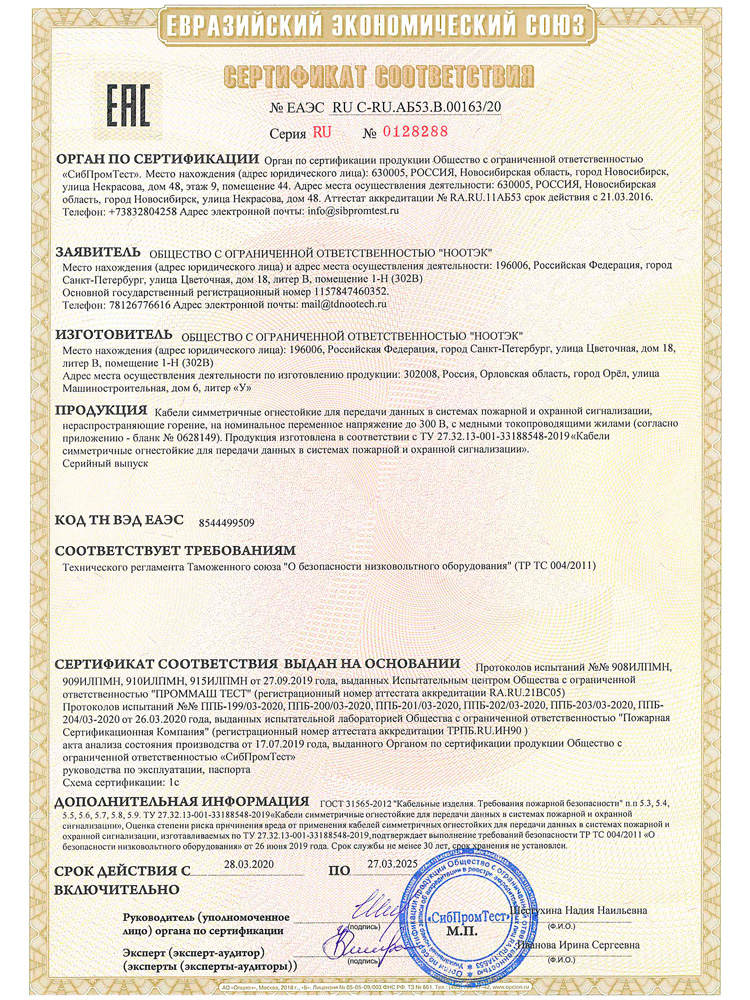 ЕВРАЗИЙСКИЙ ЭКОНОМИЧЕСКИЙ СОЮЗ
СЕРТИФИКАТ СООТВЕТСТВИЯ
EAC
№ ЕАЭС RU С-RU.АБ53.В.00163/20
Серия RU № 0128288
ОРГАН ПО СЕРТИФИКАЦИИ Орган по сертификации продукции Общество с ограниченной ответственностью
«СибПромТест». Место нахождения (адрес юридического лица): 630005, РОССИЯ, Новосибирская область, город Новосибирск,
улица Некрасова, дом 48, этаж 9, помещение 44. Адрес места осуществления деятельности: 630005, РОССИЯ, Новосибирская
область, город Новосибирск, улица Некрасова, дом 48. Аттестат аккредитации № RA.RU.11АБ53 срок действия с 21.03.2016.
Телефон: +73832804258 Адрес электронной почты: info@sibpromtest.ru
ЗАЯВИТЕЛЬ ОБЩЕСТВО С ОГРАНИЧЕННОЙ ОТВЕТСТВЕННОСТЬЮ "НООТЭК"
Место нахождения (адрес юридического лица) и адрес места осуществления деятельности: 196006, Российская Федерация, город
Санкт-Петербург, улица Цветочная, дом 18, литер В, помещение 1-Н (302В)
Основной государственный регистрационный номер 1157847460352.
Телефон: 78126776616 Адрес электронной почты: mail@tdnootech.ru
ИЗГОТОВИТЕЛЬ ОБЩЕСТВО С ОГРАНИЧЕННОЙ ОТВЕТСТВЕННОСТЬЮ "НООТЭК"
Место нахождения (адрес юридического лица): 196006, Российская Федерация, город Санкт-Петербург, улица Цветочная, дом 18,
литер В, помещение 1-Н (302В)
Адрес места осуществления деятельности по изготовлению продукции: 302008, Россия, Орловская область, город Орёл, улица
Машиностроительная, дом 6, литер «У»
ПРОДУКЦИЯ Кабели симметричные огнестойкие для передачи данных в системах пожарной и охранной сигнализации,
нераспространяющие горение, на номинальное переменное напряжение до 300 В, с медными токопроводящими жилами (согласно
приложению - бланк № 0628149). Продукция изготовлена в соответствии с ТУ 27.32.13-001-33188548-2019«Кабели
симметричные огнестойкие для передачи данных в системах пожарной и охранной сигнализации».
Серийный выпуск
КОД ТН ВЭД ЕАЭС 8544499509
СООТВЕТСТВУЕТ ТРЕБОВАНИЯМ
Технического регламента Таможенного союза "О безопасности низковольтного оборудования" (ТР ТС 004/2011)
СЕРТИФИКАТ СООТВЕТСТВИЯ ВЫДАН НА ОСНОВАНИИ Протоколов испытаний №№ 908ИЛПМН,
909ИЛПМН, 910ИЛПМН, 915ИЛПМН от 27.09.2019 года, выданных Испытательным центром Общества с ограниченной
ответственностью "ПРОММАШ ТЕСТ" (регистрационный номер аттестата аккредитации RA.RU.21ВС05)
Протоколов испытаний №№ ППБ-199/03-2020, ППБ-200/03-2020, ППБ-201/03-2020, ППБ-202/03-2020, ППБ-203/03-2020, ППБ-
204/03-2020 от 26.03.2020 года, выданных испытательной лабораторией Общества с ограниченной ответственностью "Пожарная
Сертификационная Компания" (регистрационный номер аттестата аккредитации ТРПБ.RU.ИН90 )
акта анализа состояния производства от 17.07.2019 года, выданного Органом по сертификации продукции Общество с
ограниченной ответственностью «СибПромТест»
руководства по эксплуатации, паспорта
Схема сертификации: 1с
ДОПОЛНИТЕЛЬНАЯ ИНФОРМАЦИЯ ГОСТ 31565-2012 "Кабельные изделия. Требования пожарной безопасности" п.п 5.3, 5.4,
5.5, 5.6, 5.7, 5.8, 5.9. ТУ 27.32.13-001-33188548-2019«Кабели симметричные огнестойкие для передачи данных в системах пожарной и охранной
сигнализации», Оценка степени риска причинения вреда от применения кабелей симметричных огнестойких для передачи данных в системах пожарной и
охранной сигнализации, изготавливаемых по ТУ 27.32.13-001-33188548-2019,подтверждает выполнение требований безопасности ТР ТС 004/2011 «О
безопасности низковольтного оборудования» от 26 июня 2019 года. Срок службы не менее 30 лет, срок хранения не установлен.
СРОК ДЕЙСТВИЯ С 28.03.2020 ПО 27.03.2025
ВКЛЮЧИТЕЛЬНО
Руководитель (уполномоченное
лицо) органа по сертификации
(подпись)
«СибПромТест»
М.П.
Шестухина Надия Наильевна
(Ф.И.О.)
Эксперт (эксперт-аудитор)
(эксперты (эксперты-аудиторы))
(подпись)
Иванова Ирина Сергеевна
(Ф.И.О.)
АО «Опцион», Москва, 2018 г., «Б». Лицензия № 05-05-09/003 ФНС РФ. ТЗ № 861. www.opcion.ru